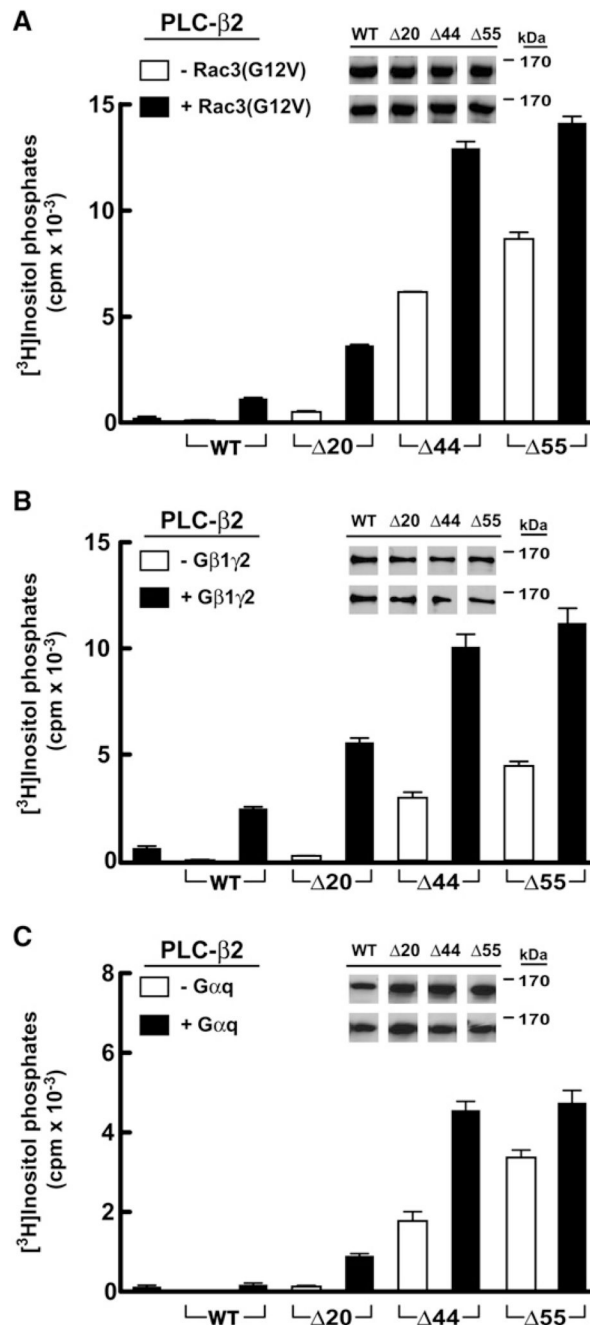 A
PLC-β2
WT Δ20 Δ44 Δ55 kDa
- Rac3(G12V)
170
+ Rac3(G12V)
170
15
10
5
0
[³H]Inositol phosphates
(cpm x 10⁻³)
WT Δ20 Δ44 Δ55
B
PLC-β2
WT Δ20 Δ44 Δ55 kDa
- Gβ1γ2
170
+ Gβ1γ2
170
15
10
5
0
[³H]Inositol phosphates
(cpm x 10⁻³)
WT Δ20 Δ44 Δ55
C
PLC-β2
WT Δ20 Δ44 Δ55 kDa
- Gαq
170
+ Gαq
170
8
6
4
2
0
[³H]Inositol phosphates
(cpm x 10⁻³)
WT Δ20 Δ44 Δ55